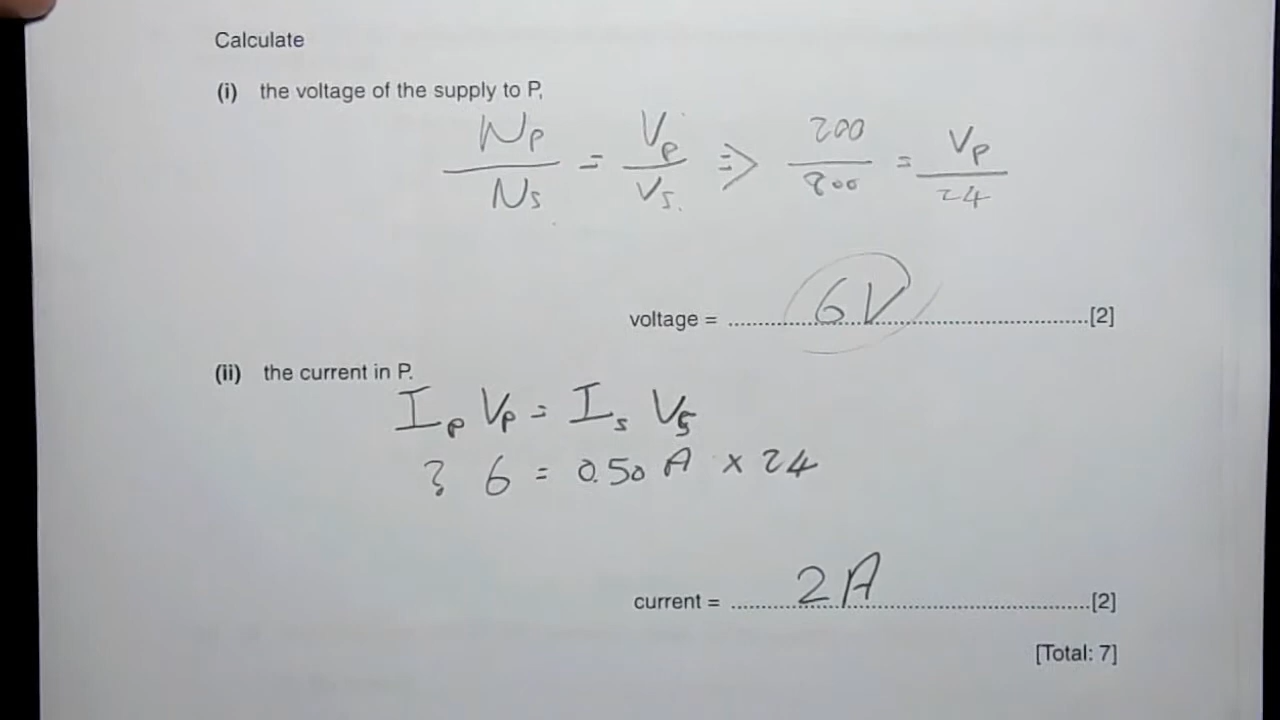 Calculate
(i) the voltage of the supply to P,
Np/Ns = Vp/Vs => 200/800 = Vp/24
voltage = ........ 6V ........[2]
(ii) the current in P.
Ip Vp = Is Vs
? 6 = 0.50 A × 24
current = ........ 2A ........[2]
[Total: 7]